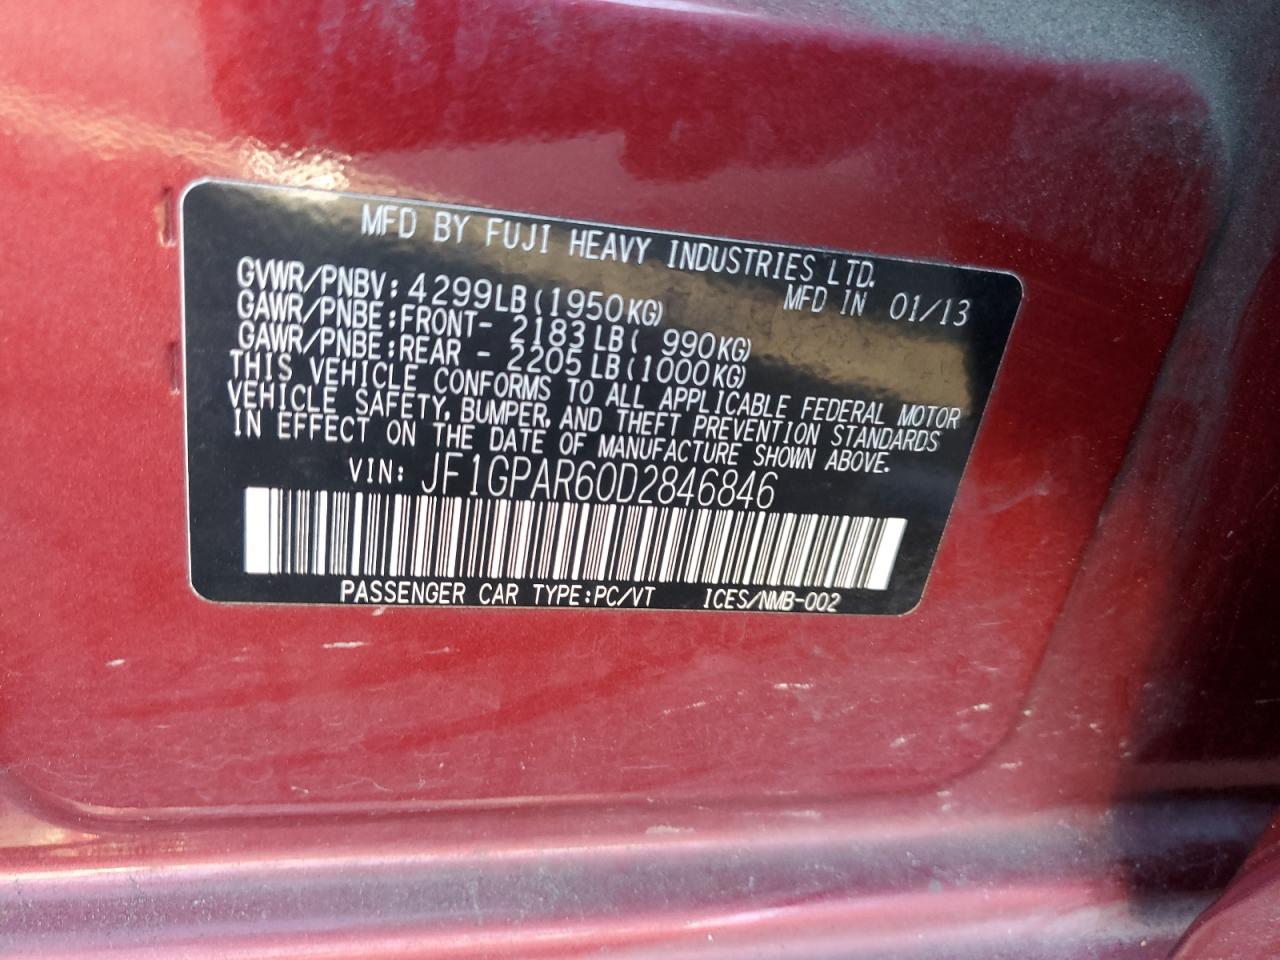 MFD BY FUJI HEAVY INDUSTRIES LTD.
MFD IN 01/13
GVWR/PNBV: 4299LB(1950KG)
GAWR/PNBE:FRONT- 2183LB( 990KG)
GAWR/PNBE:REAR - 2205LB(1000KG)
THIS VEHICLE CONFORMS TO ALL APPLICABLE FEDERAL MOTOR
VEHICLE SAFETY, BUMPER, AND THEFT PREVENTION STANDARDS
IN EFFECT ON THE DATE OF MANUFACTURE SHOWN ABOVE.
VIN: JF1GPAR60D2846846
PASSENGER CAR TYPE:PC/VT ICES/NMB-002